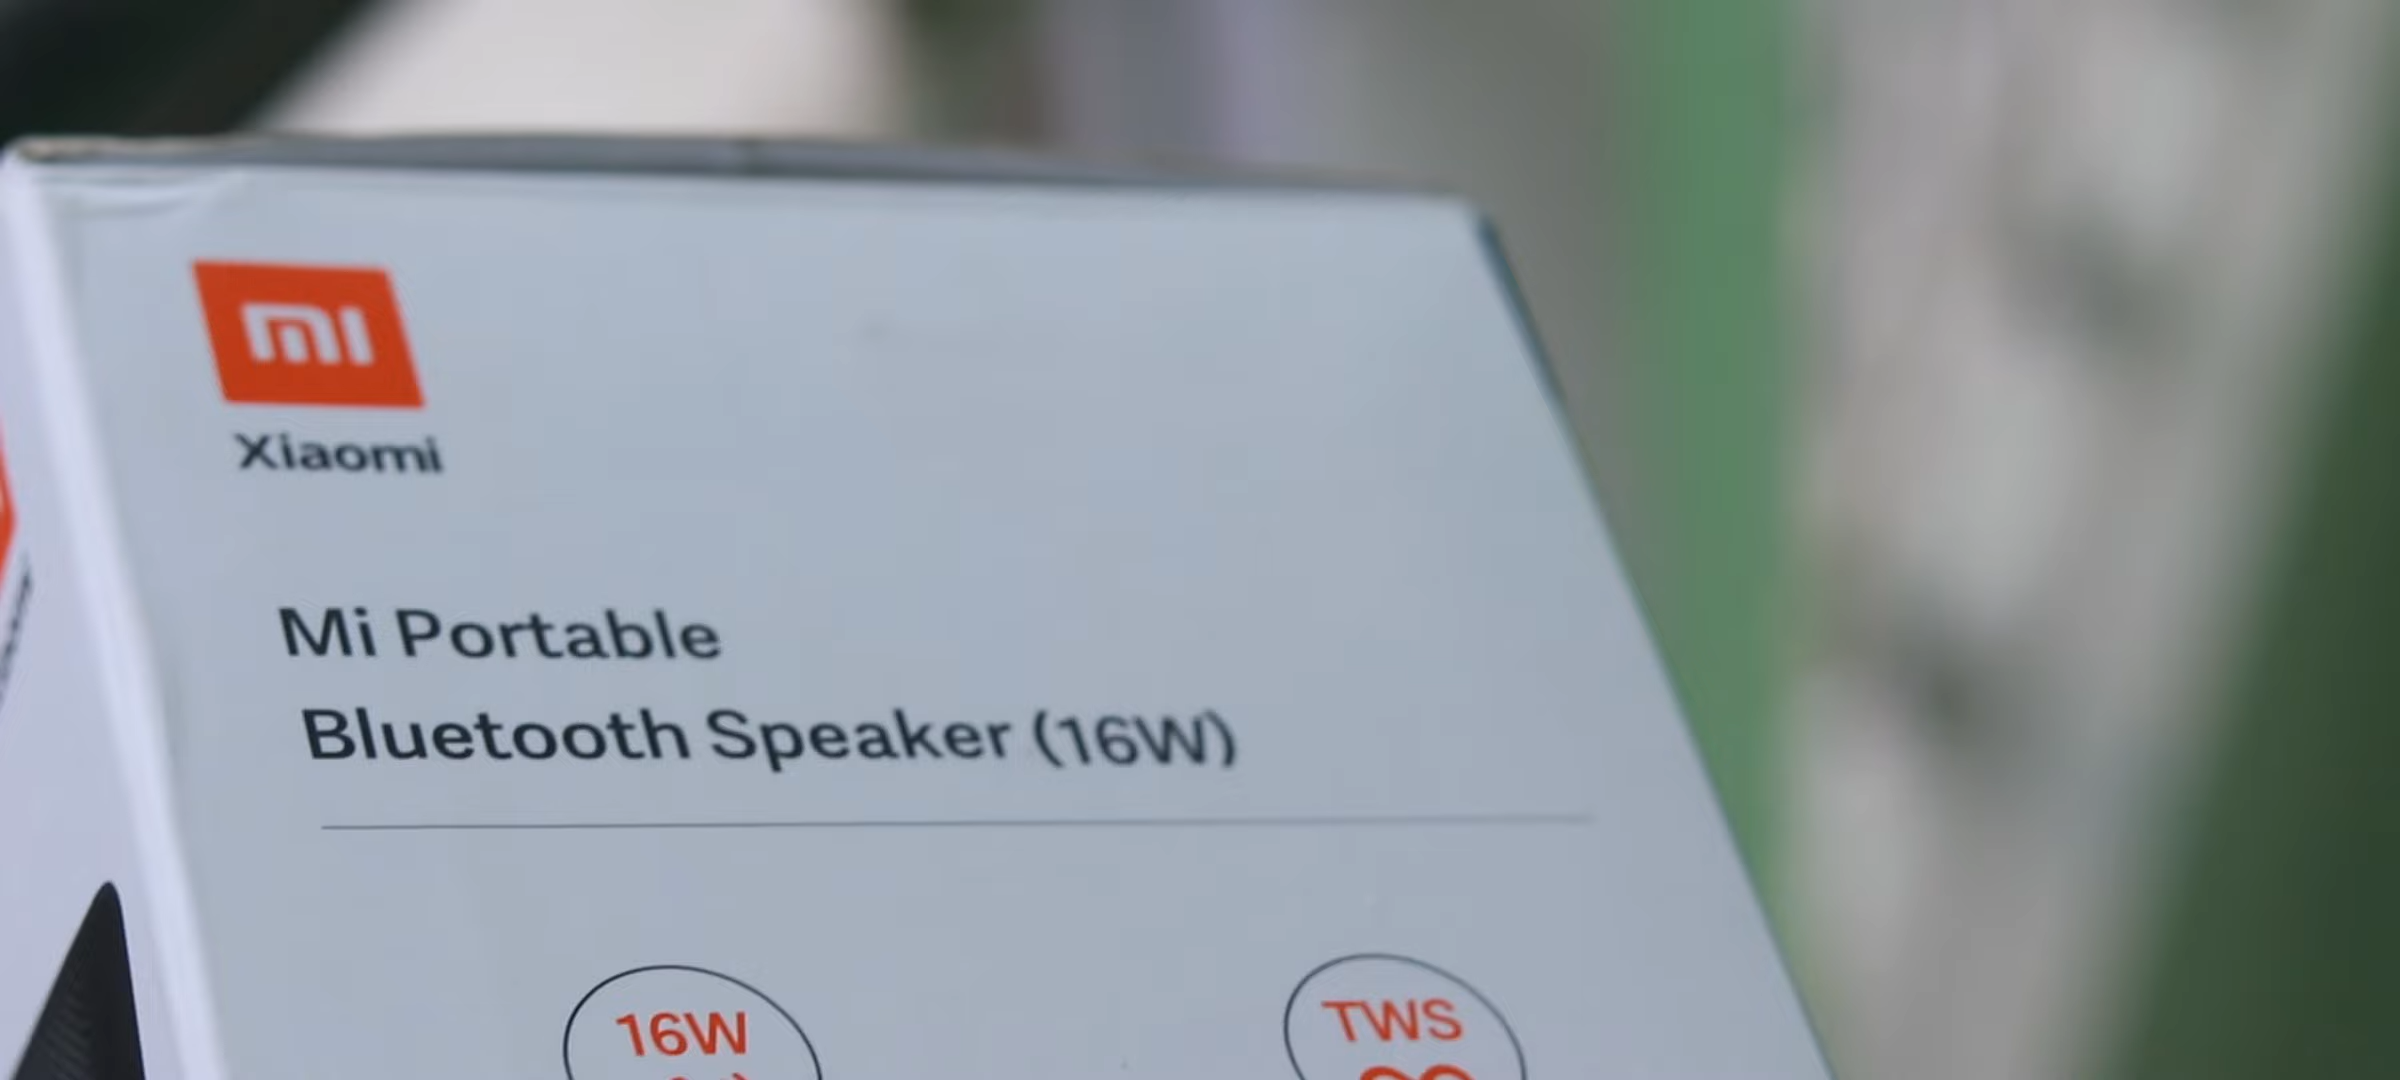 mi
Xiaomi
Mi Portable
Bluetooth Speaker (16W)
16W
TWS